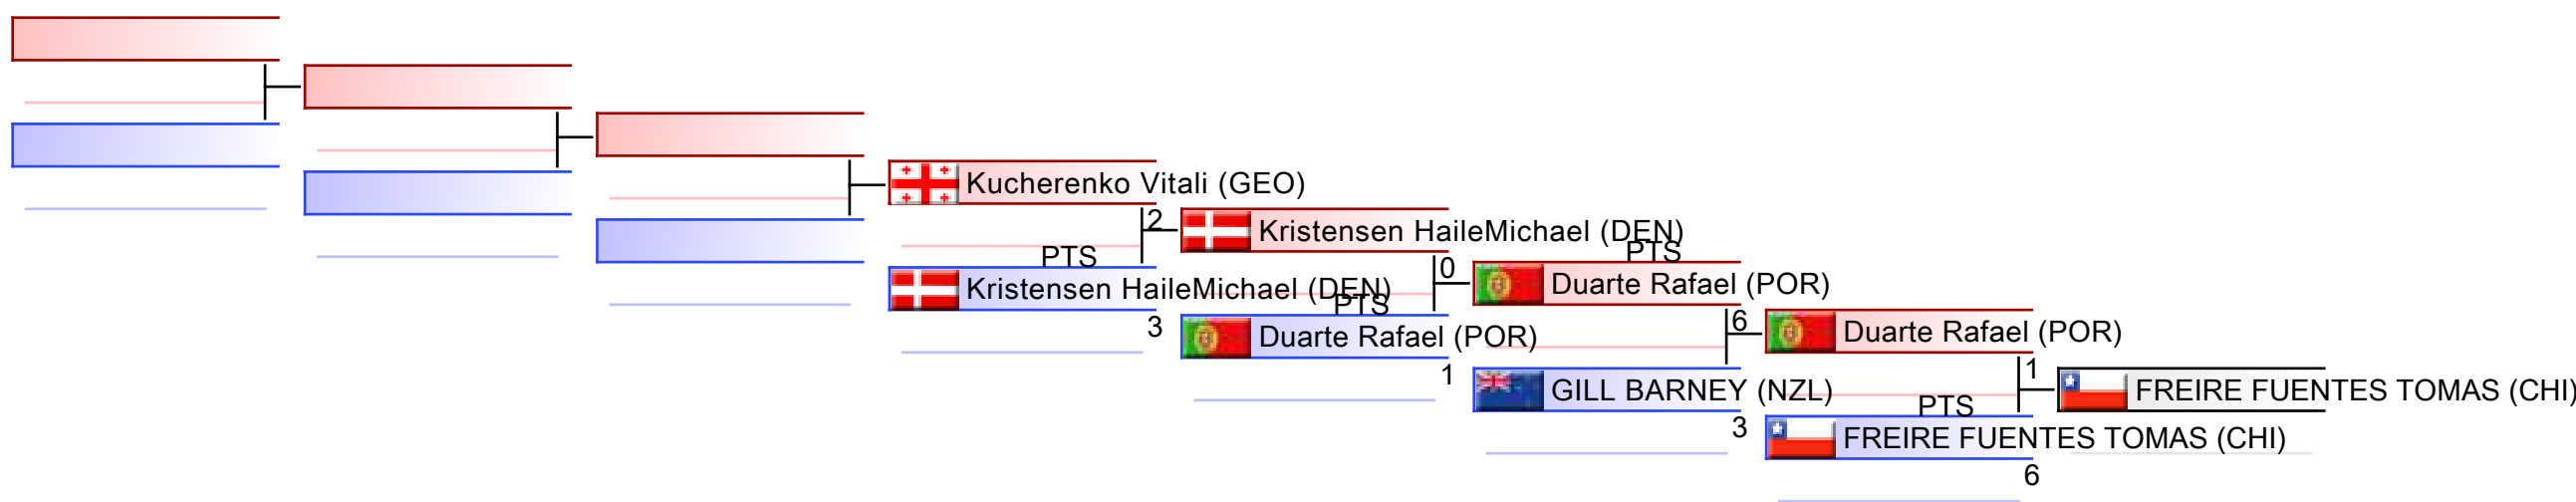 Kucherenko Vitali (GEO)
2
PTS
Kristensen HaileMichael (DEN)
3
Kristensen HaileMichael (DEN)
0
PTS
Duarte Rafael (POR)
1
PTS
Duarte Rafael (POR)
6
GILL BARNEY (NZL)
3
Duarte Rafael (POR)
1
PTS
FREIRE FUENTES TOMAS (CHI)
6
FREIRE FUENTES TOMAS (CHI)